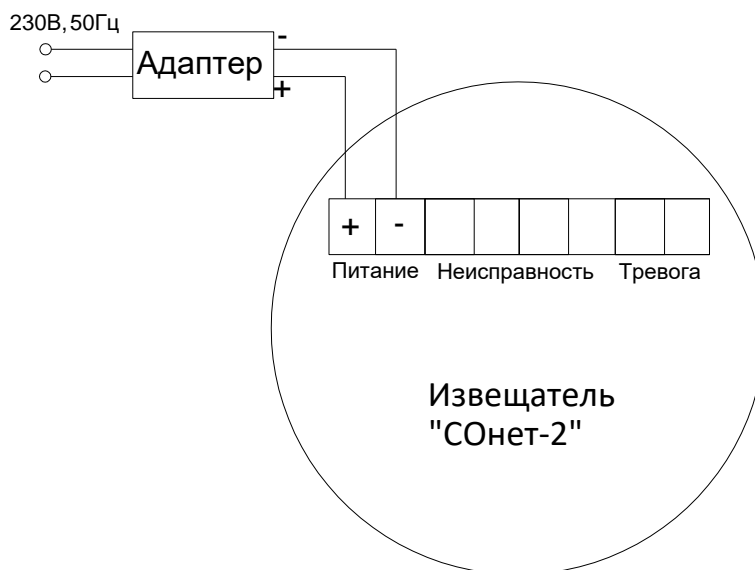 230В, 50Гц
Адаптер
-
+
+ -
Питание Неисправность Тревога
Извещатель
"СОнет-2"